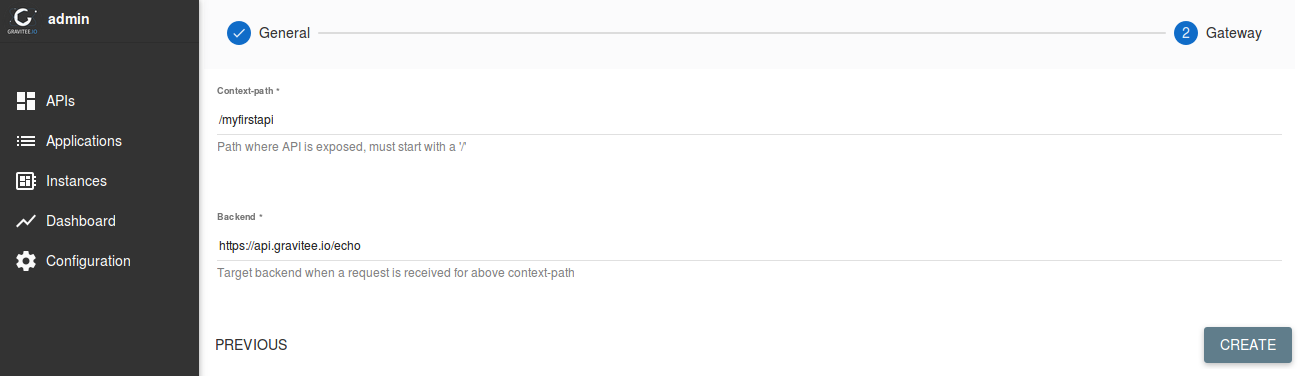 admin
GRAVITEE.IO
APIs
Applications
Instances
Dashboard
Configuration
General
2 Gateway
Context-path *
/myfirstapi
Path where API is exposed, must start with a '/'
Backend *
https://api.gravitee.io/echo
Target backend when a request is received for above context-path
PREVIOUS
CREATE